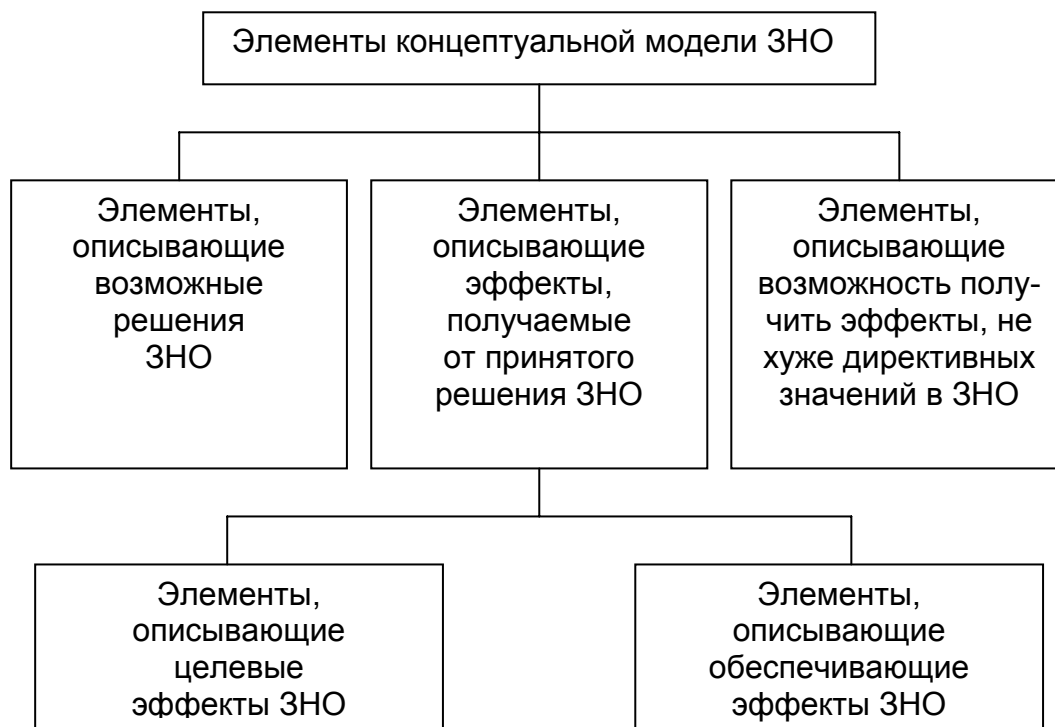 Элементы концептуальной модели ЗНО
Элементы,
описывающие
возможные
решения
ЗНО
Элементы,
описывающие
эффекты,
получаемые
от принятого
решения ЗНО
Элементы,
описывающие
возможность полу-
чить эффекты, не
хуже директивных
значений в ЗНО
Элементы,
описывающие
целевые
эффекты ЗНО
Элементы,
описывающие
обеспечивающие
эффекты ЗНО